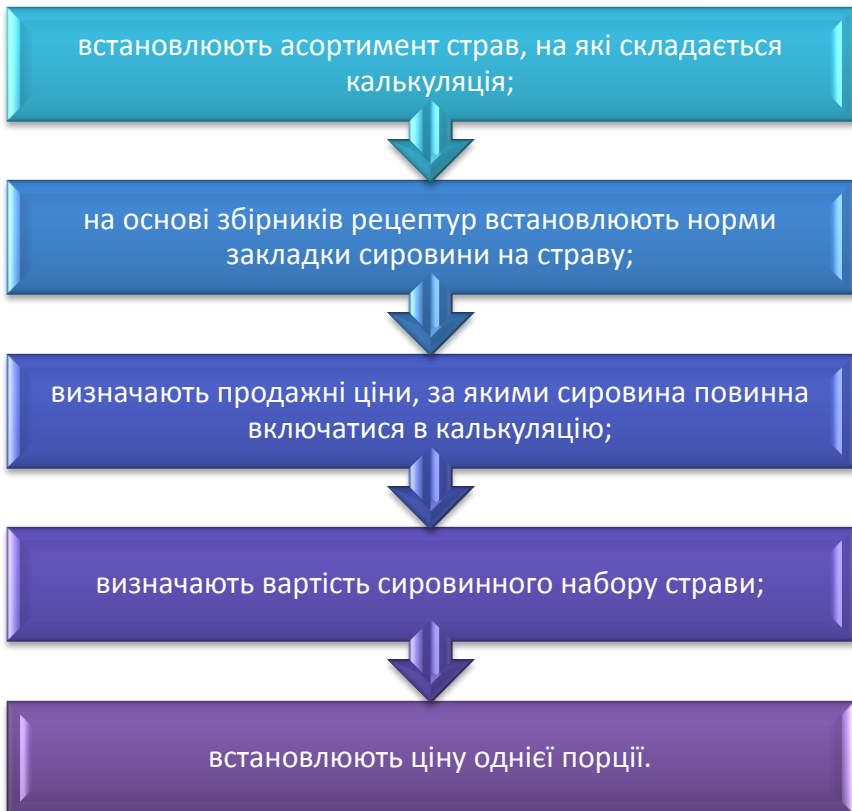 встановлюють асортимент страв, на які складається
калькуляція;
на основі збірників рецептур встановлюють норми
закладки сировини на страву;
визначають продажні ціни, за якими сировина повинна
включатися в калькуляцію;
визначають вартість сировинного набору страви;
встановлюють ціну однієї порції.